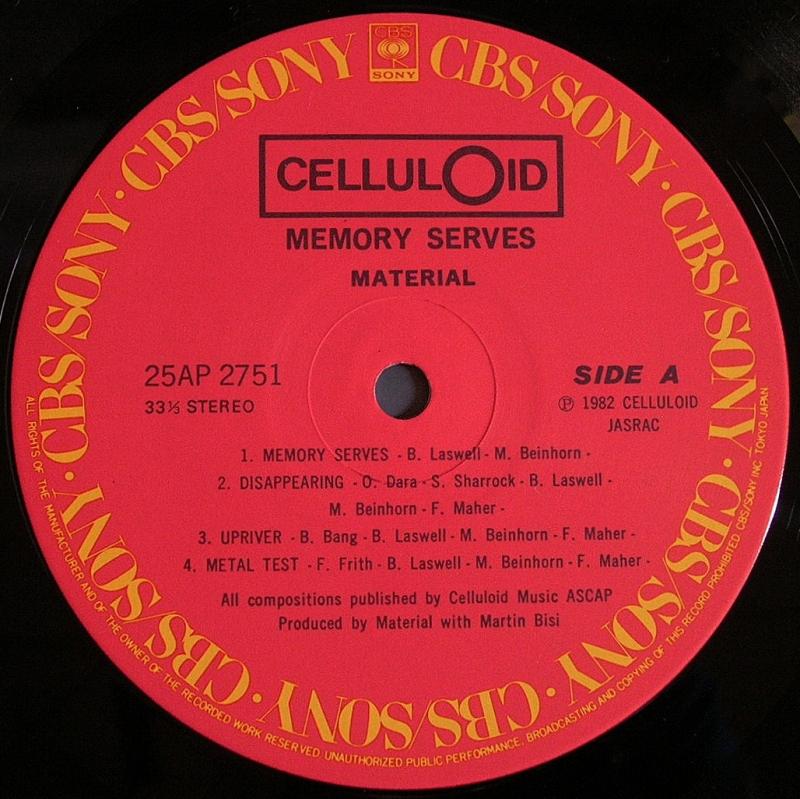 CBS
SONY
CBS/SONY · CBS/SONY · CBS/SONY · CBS/SONY · CBS/SONY · CBS/SONY · CBS/SONY · CBS/SONY
CELLULOID
MEMORY SERVES
MATERIAL
25AP 2751
33⅓ STEREO
SIDE A
Ⓟ 1982 CELLULOID
JASRAC
1. MEMORY SERVES - B. Laswell - M. Beinhorn -
2. DISAPPEARING - O. Dara - S. Sharrock - B. Laswell -
M. Beinhorn - F. Maher -
3. UPRIVER - B. Bang - B. Laswell - M. Beinhorn - F. Maher -
4. METAL TEST - F. Frith - B. Laswell - M. Beinhorn - F. Maher -
All compositions published by Celluloid Music ASCAP
Produced by Material with Martin Bisi
ALL RIGHTS OF THE MANUFACTURER AND OF THE OWNER OF THE RECORDED WORK RESERVED. UNAUTHORIZED PUBLIC PERFORMANCE, BROADCASTING AND COPYING OF THIS RECORD PROHIBITED CBS/SONY INC TOKYO JAPAN